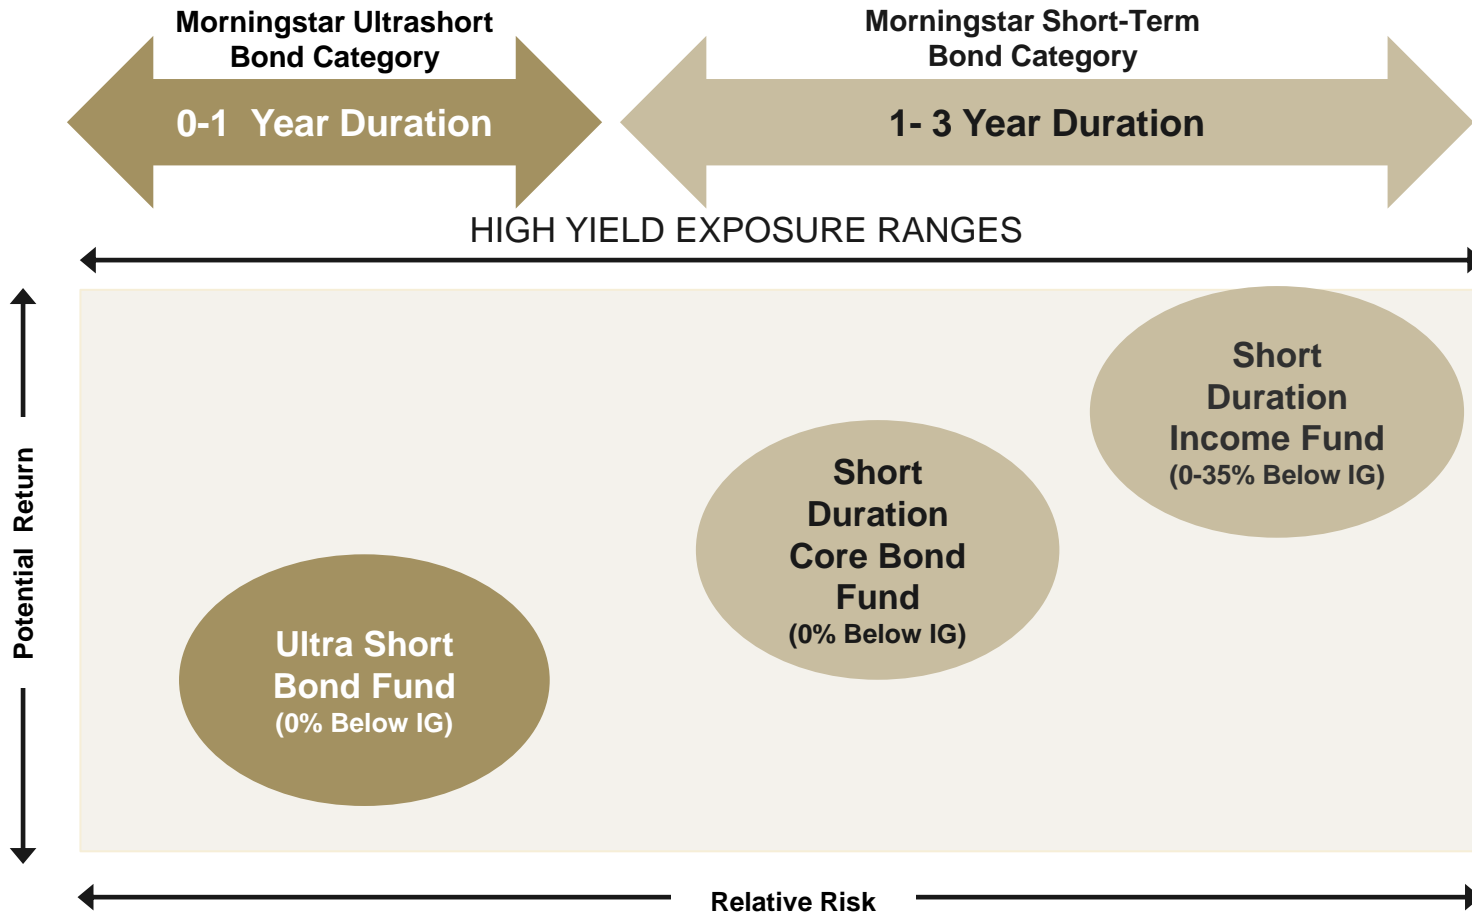 Morningstar Ultrashort
Bond Category
0-1  Year Duration
Morningstar Short-Term
Bond Category
1- 3 Year Duration
HIGH YIELD EXPOSURE RANGES
Potential  Return
Ultra Short
Bond Fund
(0% Below IG)
Short
Duration
Core Bond
Fund
(0% Below IG)
Short
Duration
Income Fund
(0-35% Below IG)
Relative Risk